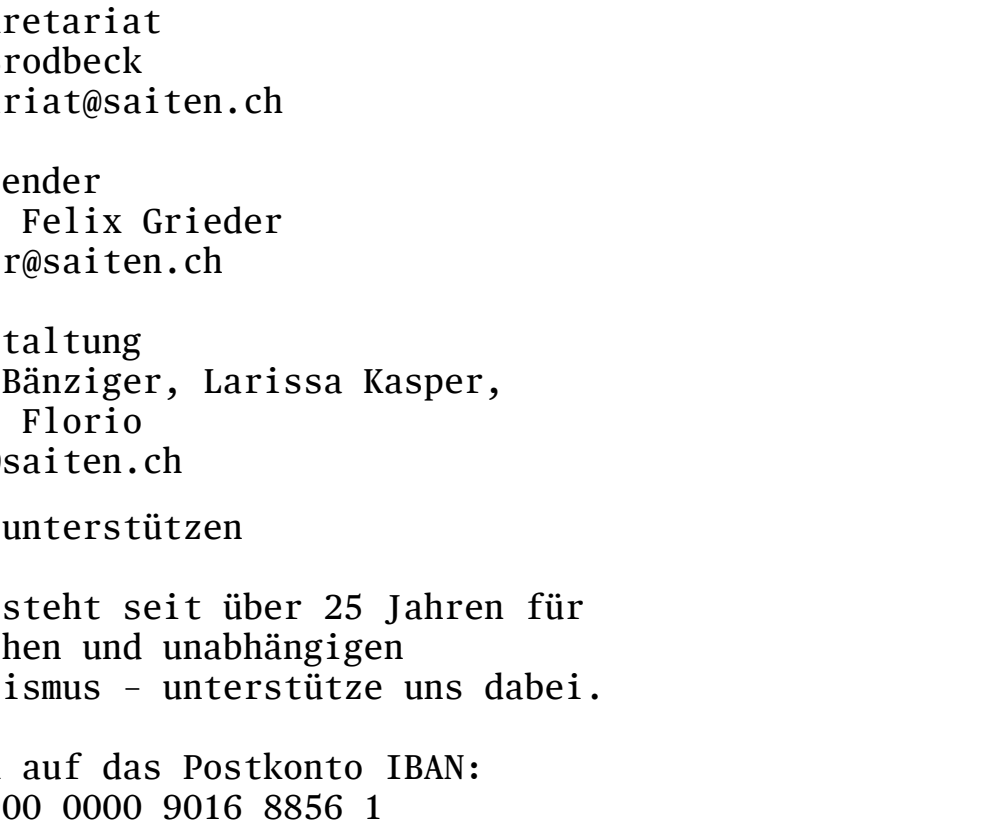 retariat
rodbeck
riat@saiten.ch
ender
Felix Grieder
r@saiten.ch
taltung
Bänziger, Larissa Kasper,
Florio
saiten.ch
unterstützen
steht seit über 25 Jahren für
hen und unabhängigen
ismus – unterstütze uns dabei.
auf das Postkonto IBAN:
00 0000 9016 8856 1